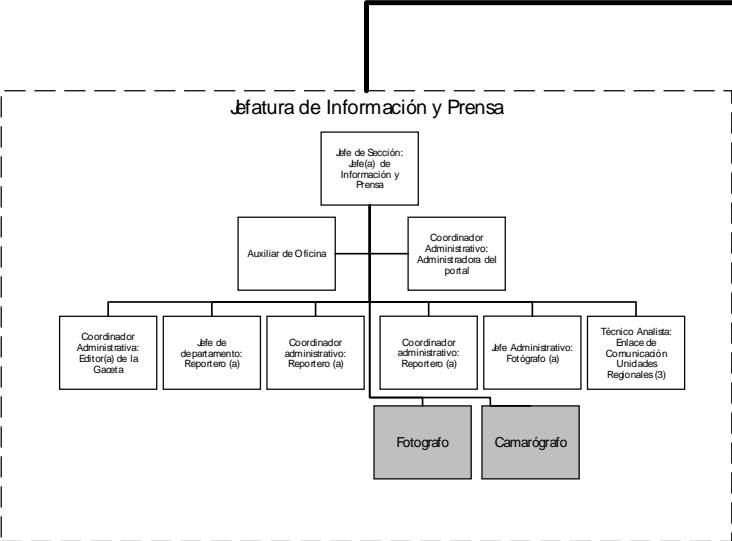 Jefatura de Información y Prensa
Jefe de Sección:
Jefe(a) de
Información y
Prensa
Auxiliar de Oficina
Coordinador
Administrativo:
Administradora del
portal
Coordinador
Administrativa:
Editor(a) de la
Gaceta
Jefe de
departamento:
Reportero (a)
Coordinador
administrativo:
Reportero (a)
Coordinador
administrativo:
Reportero (a)
Jefe Administrativo:
Fotógrafo (a)
Técnico Analista:
Enlace de
Comunicación
Unidades
Regionales (3)
Fotografo
Camarógrafo